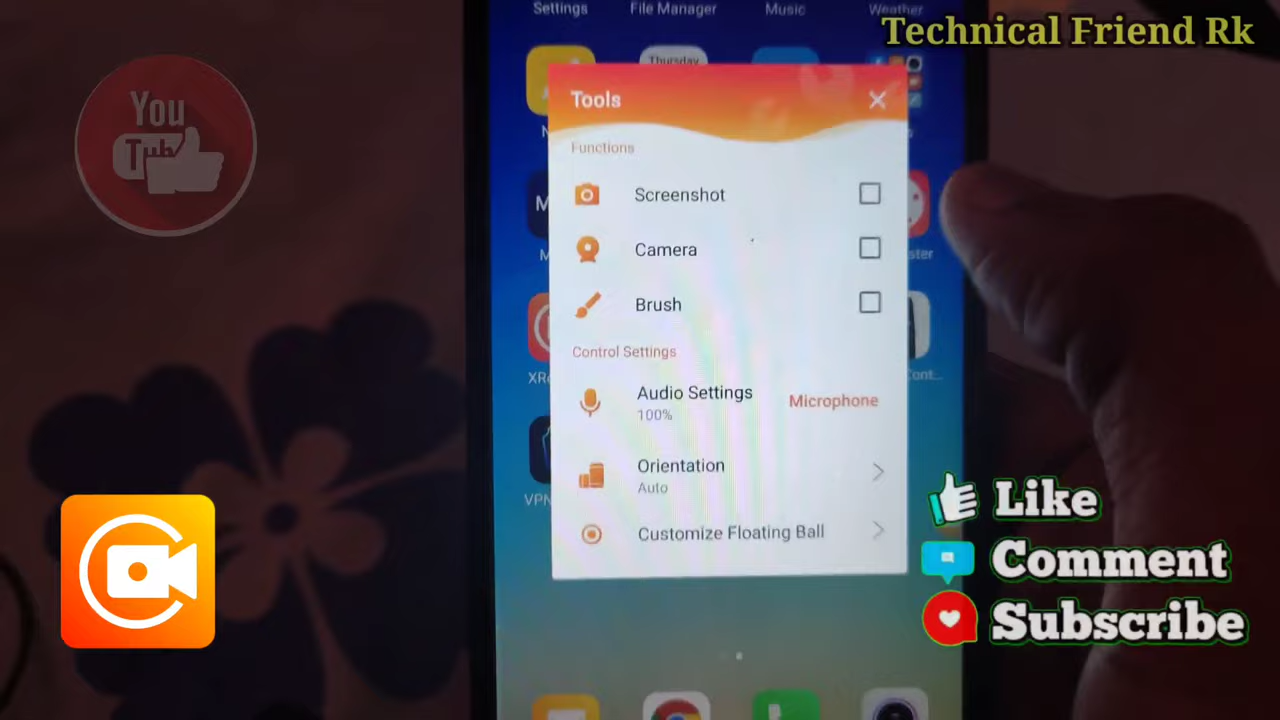 Settings File Manager Music Weather
Technical Friend Rk
You
Tube
Thursday
Tools
Functions
Screenshot
Camera
Brush
Control Settings
Audio Settings
100%
Microphone
Orientation
Auto
Customize Floating Ball
VPN
Like
Comment
Subscribe